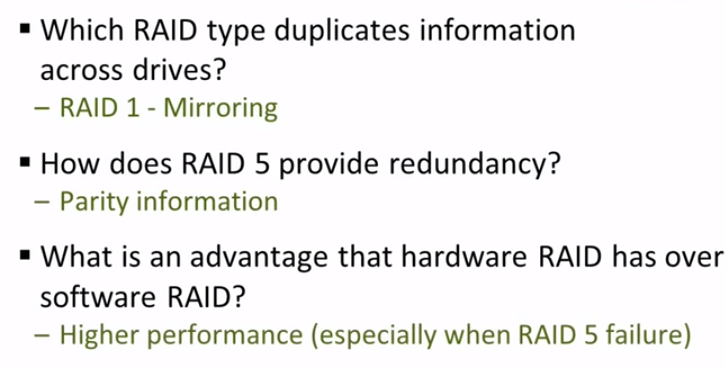 ▪ Which RAID type duplicates information
across drives?
– RAID 1 - Mirroring
▪ How does RAID 5 provide redundancy?
– Parity information
▪ What is an advantage that hardware RAID has over
software RAID?
– Higher performance (especially when RAID 5 failure)